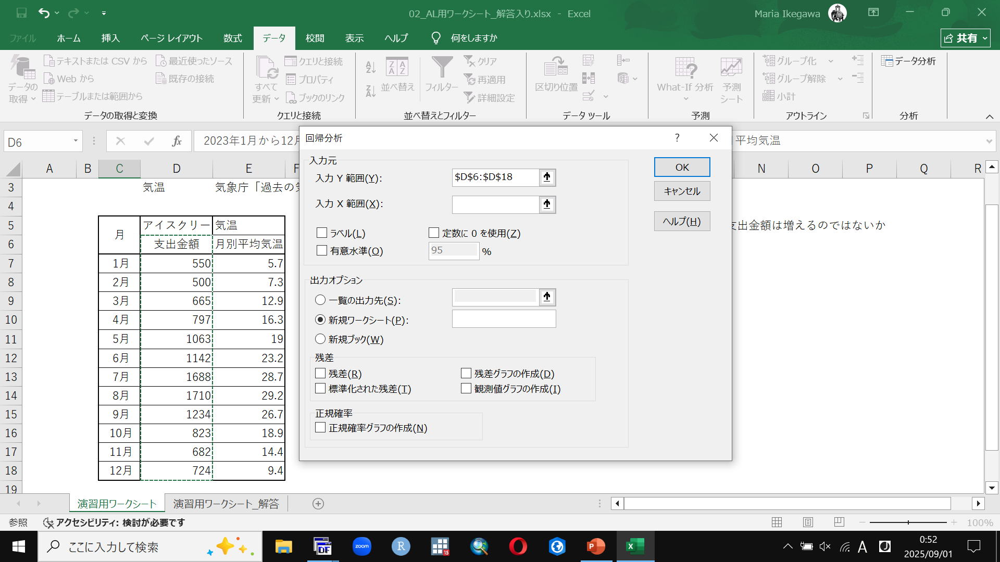 02_AL用ワークシート_解答入り.xlsx - Excel
Maria Ikegawa
ファイル ホーム 挿入 ページ レイアウト 数式 データ 校閲 表示 ヘルプ 何をしますか 共有
データの取得
テキストまたは CSV から
Web から
テーブルまたは範囲から
最近使ったソース
既存の接続
データの取得と変換
すべて更新
クエリと接続
プロパティ
ブックのリンク
クエリと接続
並べ替え
フィルター
クリア
再適用
詳細設定
並べ替えとフィルター
区切り位置
データ ツール
What-If 分析
予測シート
予測
グループ化
グループ解除
小計
アウトライン
データ分析
分析
D6
fx
2023年1月から12月
平均気温
A B C D E F N O P Q R
3 気温 気象庁「過去の気
4
5 月 アイスクリー 気温
支出金額は増えるのではないか
6 支出金額 月別平均気温
7 1月 550 5.7
8 2月 500 7.3
9 3月 665 12.9
10 4月 797 16.3
11 5月 1063 19
12 6月 1142 23.2
13 7月 1688 28.7
14 8月 1710 29.2
15 9月 1234 26.7
16 10月 823 18.9
17 11月 682 14.4
18 12月 724 9.4
19
回帰分析 ?
入力元
入力 Y 範囲(Y): $D$6:$D$18
入力 X 範囲(X):
ラベル(L) 定数に 0 を使用(Z)
有意水準(O) 95 %
OK
キャンセル
ヘルプ(H)
出力オプション
一覧の出力先(S):
新規ワークシート(P):
新規ブック(W)
残差
残差(R) 残差グラフの作成(D)
標準化された残差(T) 観測値グラフの作成(I)
正規確率
正規確率グラフの作成(N)
演習用ワークシート 演習用ワークシート_解答
参照 アクセシビリティ: 検討が必要です 100%
ここに入力して検索
DF
zoom
R
15
P
X
A
J
0:52
2025/09/01